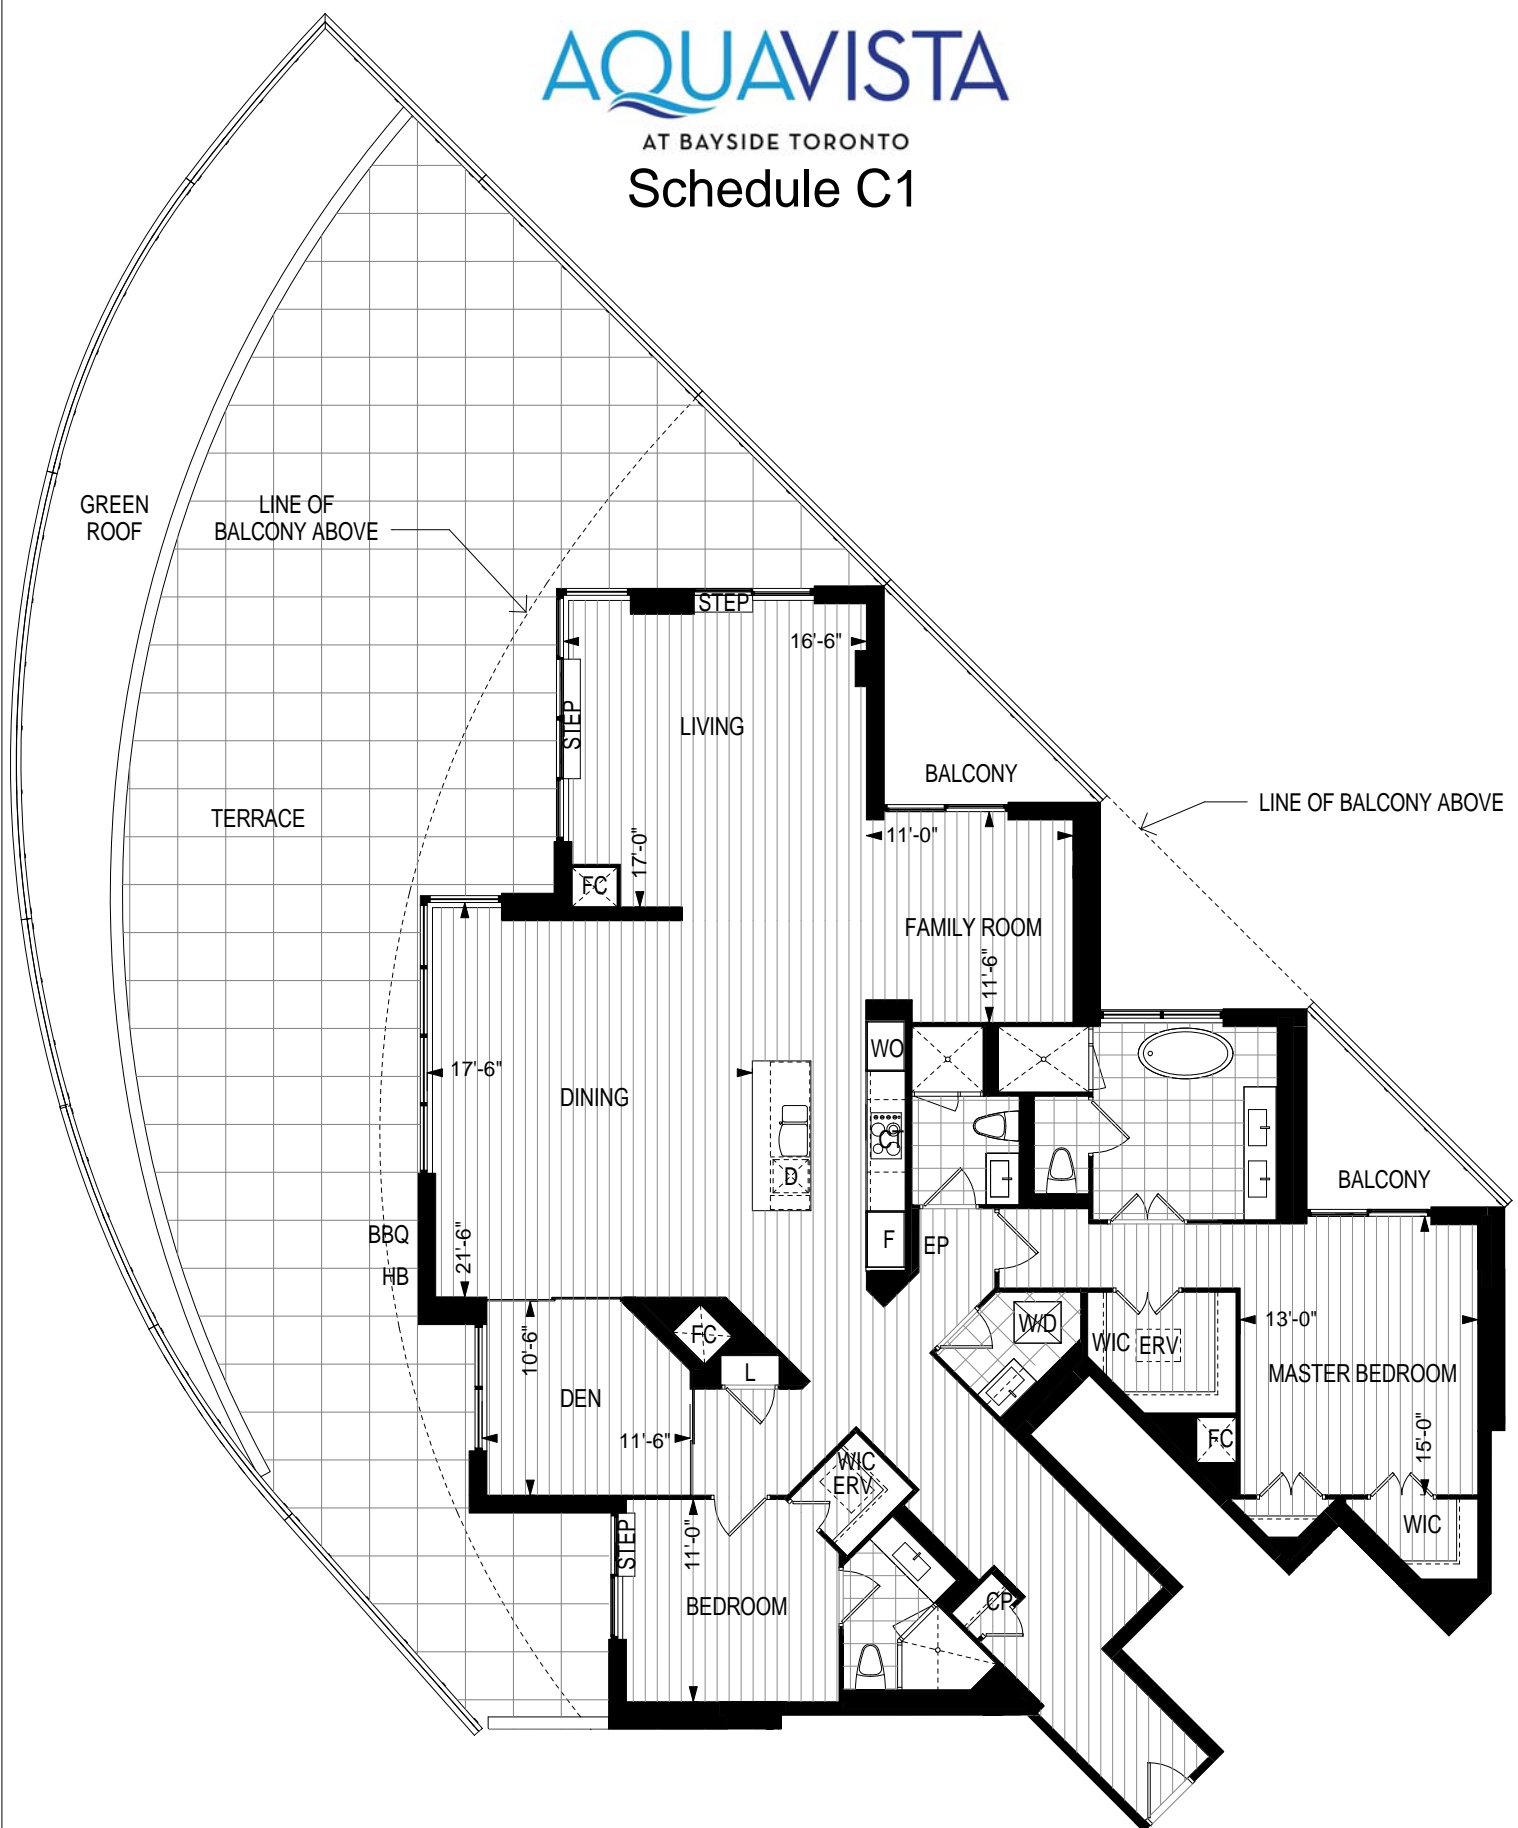 AQUAVISTA
AT BAYSIDE TORONTO
Schedule C1
GREEN
ROOF
LINE OF
BALCONY ABOVE
STEP
16'-6"
STEP
LIVING
BALCONY
LINE OF BALCONY ABOVE
TERRACE
17'-0"
11'-0"
FC
FAMILY ROOM
11'-6"
WO
17'-6"
DINING
CT
D
BALCONY
BBQ
HB
21'-6"
F
EP
10'-6"
FC
W/D
WIC
ERV
13'-0"
L
MASTER BEDROOM
DEN
11'-6"
FC
15'-0"
WIC
ERV
STEP
11'-0"
WIC
BEDROOM
CP